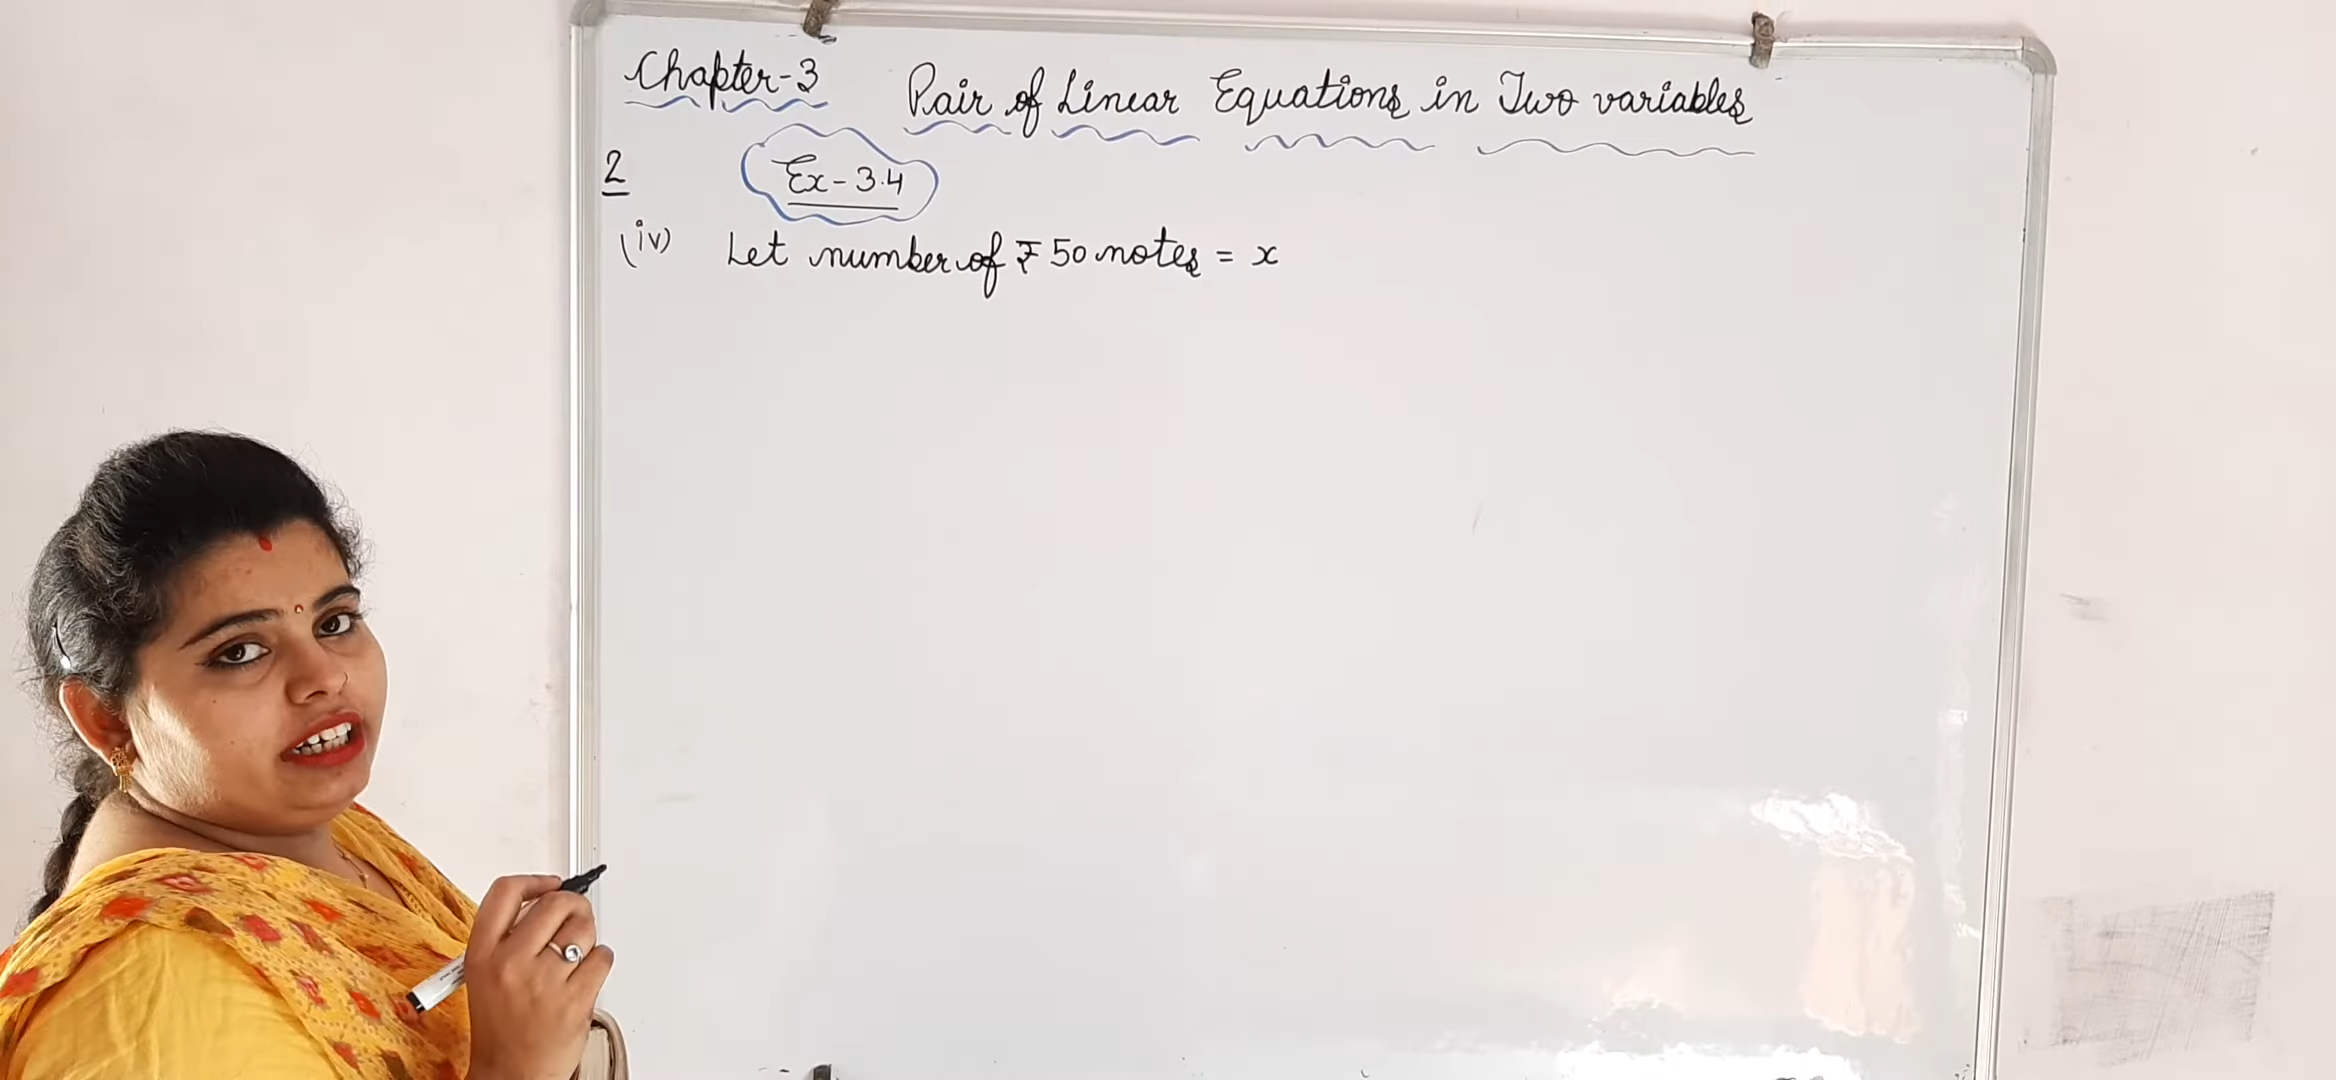 Chapter-3 Pair of Linear Equations in Two variables
2 Ex-3.4
(iv) Let number of ₹ 50 notes = x